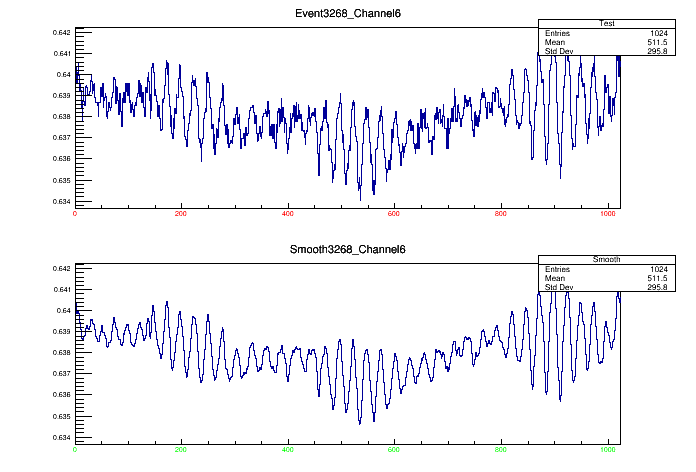 Event3268_Channel6
Test
Entries 1024
Mean 511.5
Std Dev 295.8
0.642
0.641
0.64
0.639
0.638
0.637
0.636
0.635
0.634
0 200 400 600 800 1000
Smooth3268_Channel6
Smooth
Entries 1024
Mean 511.5
Std Dev 295.8
0.642
0.641
0.64
0.639
0.638
0.637
0.636
0.635
0.634
0 200 400 600 800 1000